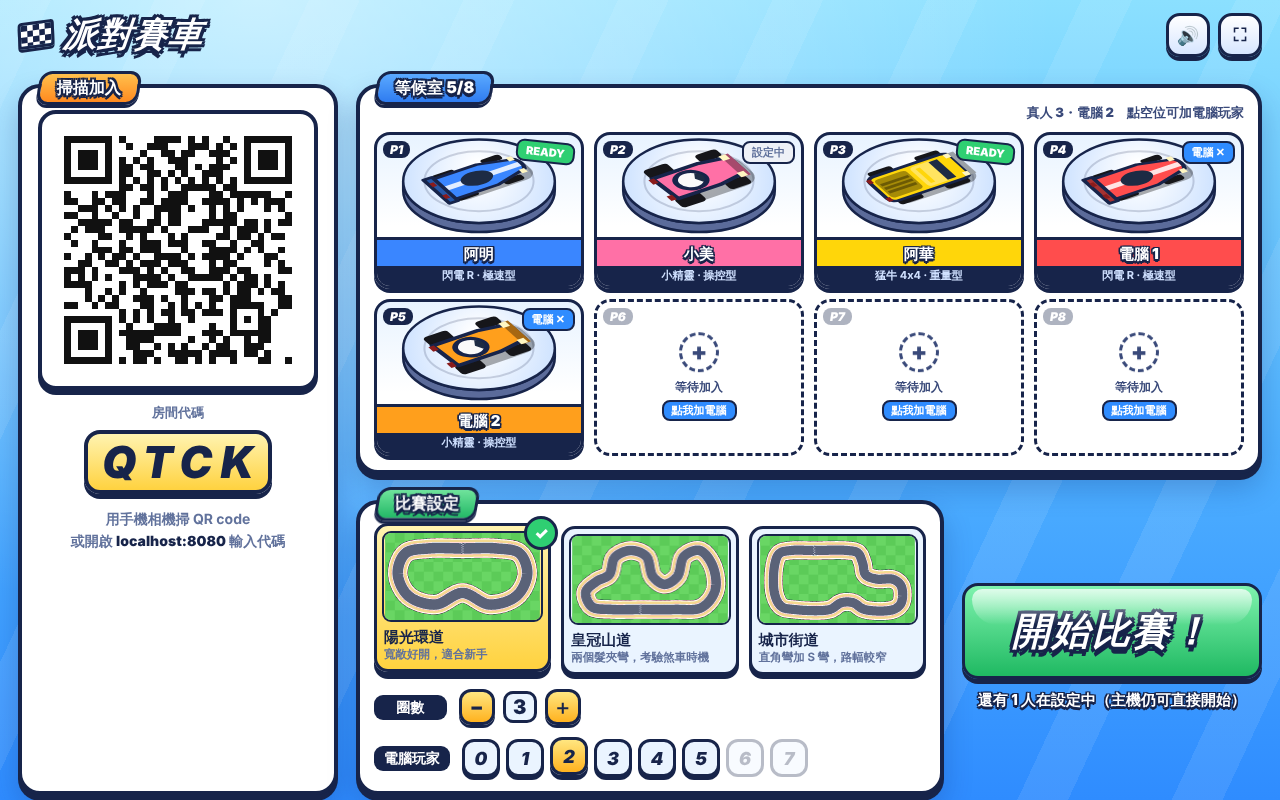 派對賽車
掃描加入
房間代碼
QTCK
用手機相機掃 QR code
或開啟 localhost:8080 輸入代碼
等候室 5/8
真人 3 · 電腦 2 點空位可加電腦玩家
P1 READY
阿明
閃電 R · 極速型
P2 設定中
小美
小精靈 · 操控型
P3 READY
阿華
猛牛 4x4 · 重量型
P4 電腦 ✕
電腦 1
閃電 R · 極速型
P5 電腦 ✕
電腦 2
小精靈 · 操控型
P6
+
等待加入
點我加電腦
P7
+
等待加入
點我加電腦
P8
+
等待加入
點我加電腦
比賽設定
陽光環道
寬敞好開，適合新手
皇冠山道
兩個髮夾彎，考驗煞車時機
城市街道
直角彎加 S 彎，路幅較窄
圈數 − 3 +
電腦玩家 0 1 2 3 4 5 6 7
開始比賽！
還有 1 人在設定中（主機仍可直接開始）